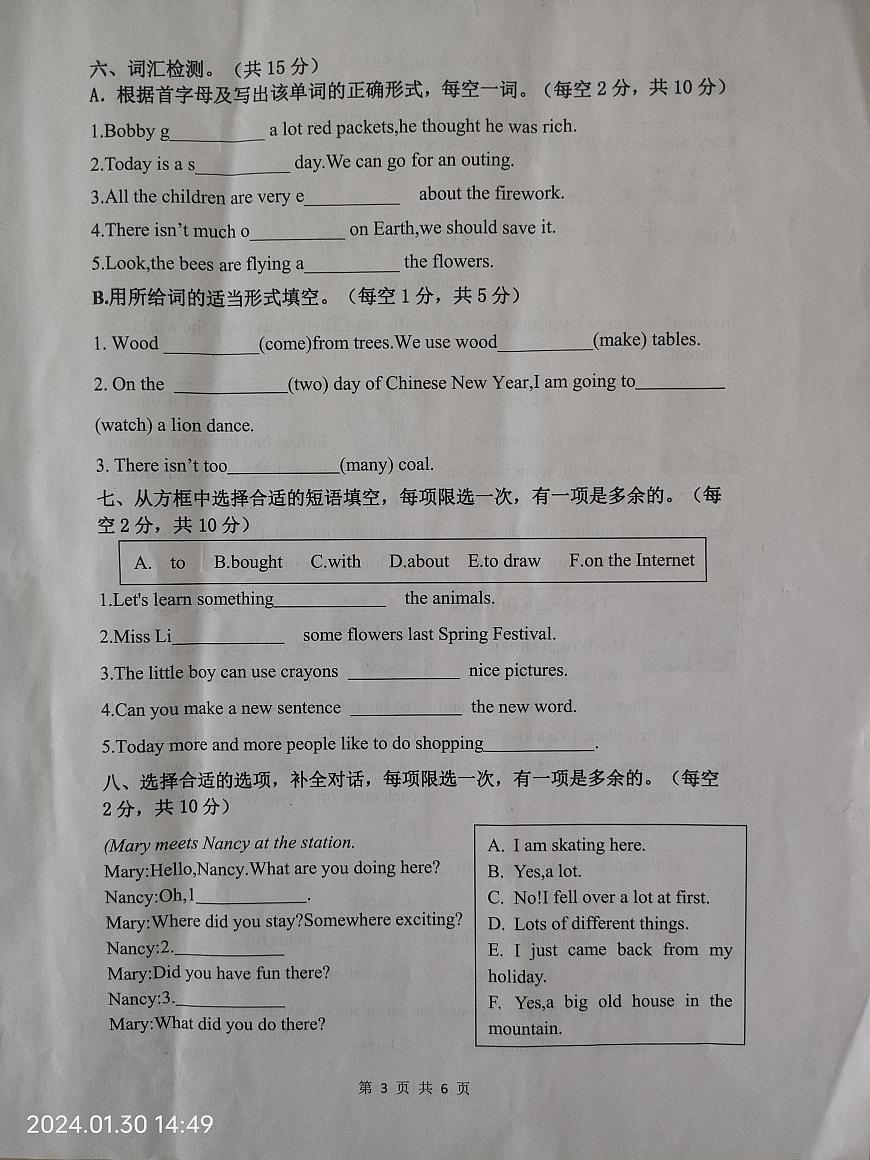 六、词汇检测。（共 15 分）
A. 根据首字母及写出该单词的正确形式，每空一词。（每空 2 分，共 10 分）
1.Bobby g__________ a lot red packets,he thought he was rich.
2.Today is a s__________ day.We can go for an outing.
3.All the children are very e__________ about the firework.
4.There isn't much o__________ on Earth,we should save it.
5.Look,the bees are flying a__________ the flowers.
B.用所给词的适当形式填空。（每空 1 分，共 5 分）
1. Wood __________(come)from trees.We use wood__________(make) tables.
2. On the ____________(two) day of Chinese New Year,I am going to__________
(watch) a lion dance.
3. There isn't too____________(many) coal.
七、从方框中选择合适的短语填空，每项限选一次，有一项是多余的。（每
空 2 分，共 10 分）
A. to B.bought C.with D.about E.to draw F.on the Internet
1.Let's learn something____________ the animals.
2.Miss Li____________ some flowers last Spring Festival.
3.The little boy can use crayons ____________ nice pictures.
4.Can you make a new sentence ____________ the new word.
5.Today more and more people like to do shopping____________.
八、选择合适的选项，补全对话，每项限选一次，有一项是多余的。（每空
2 分，共 10 分）
(Mary meets Nancy at the station.
Mary:Hello,Nancy.What are you doing here?
Nancy:Oh,1____________.
Mary:Where did you stay?Somewhere exciting?
Nancy:2.____________
Mary:Did you have fun there?
Nancy:3.____________
Mary:What did you do there?
A. I am skating here.
B. Yes,a lot.
C. No!I fell over a lot at first.
D. Lots of different things.
E. I just came back from my
holiday.
F. Yes,a big old house in the
mountain.
第 3 页 共 6 页
2024.01.30 14:49